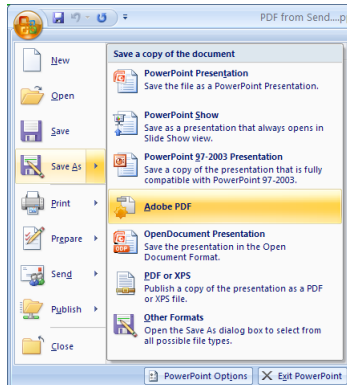 PDF from Send....p
New
Open
Save
Save As
Print
Prepare
Send
Publish
Close
Save a copy of the document
PowerPoint Presentation
Save the file as a PowerPoint Presentation.
PowerPoint Show
Save as a presentation that always opens in
Slide Show view.
PowerPoint 97-2003 Presentation
Save a copy of the presentation that is fully
compatible with PowerPoint 97-2003.
Adobe PDF
OpenDocument Presentation
Save the presentation in the Open
Document Format.
PDF or XPS
Publish a copy of the presentation as a PDF
or XPS file.
Other Formats
Open the Save As dialog box to select from
all possible file types.
PowerPoint Options
Exit PowerPoint